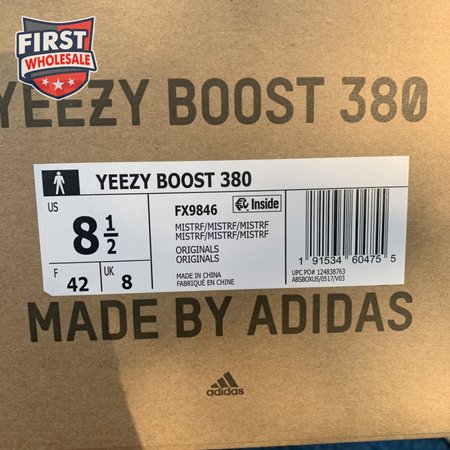 FIRST
WHOLESALE
YEEZY BOOST 380
YEEZY BOOST 380
US
8 1/2
F
42
UK
8
FX9846
Inside
MISTRF/MISTRF/MISTRF
MISTRF/MISTRF/MISTRF
ORIGINALS
ORIGINALS
MADE IN CHINA
FABRIQUÉ EN CHINE
1 91534 60475 5
UPC PO# 124838763
ABSBOXUS/0517/V03
MADE BY ADIDAS
adidas